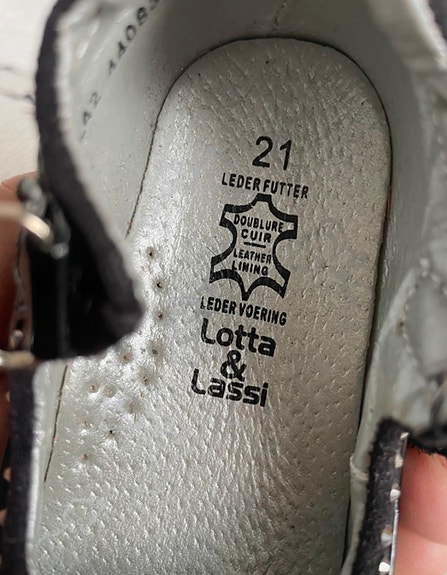 21
LEDER FUTTER
DOUBLURE
CUIR
LEATHER
LINING
LEDER VOERING
Lotta
&
Lassi